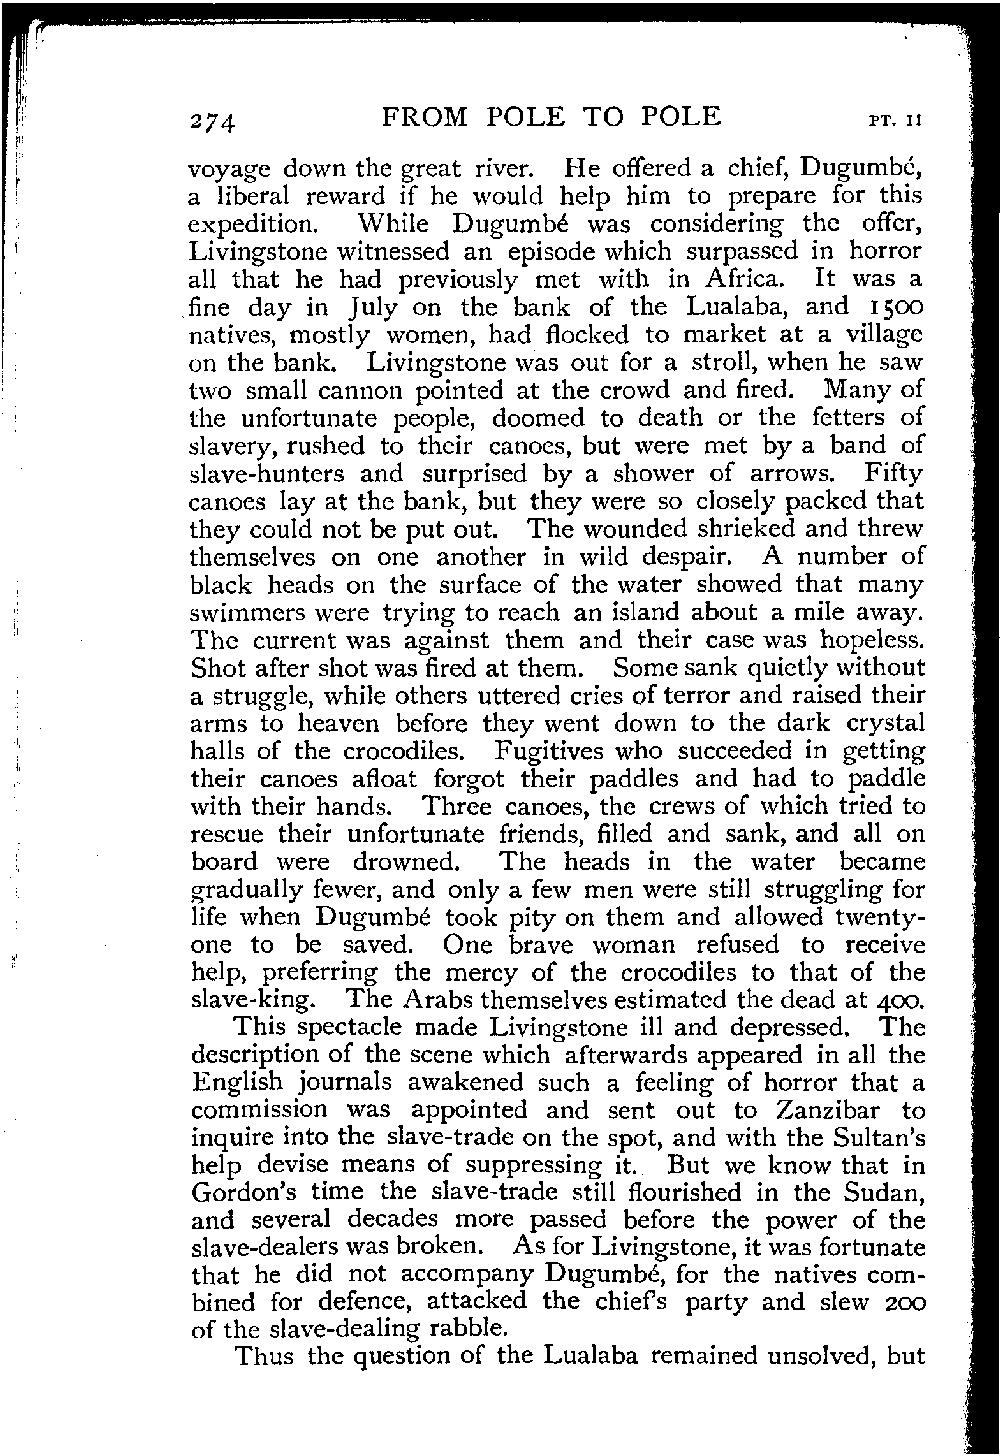 274 FROM POLE TO POLE PT. II
voyage down the great river. He offered a chief, Dugumbé,
a liberal reward if he would help him to prepare for this
expedition. While Dugumbé was considering the offer,
Livingstone witnessed an episode which surpassed in horror
all that he had previously met with in Africa. It was a
fine day in July on the bank of the Lualaba, and 1500
natives, mostly women, had flocked to market at a village
on the bank. Livingstone was out for a stroll, when he saw
two small cannon pointed at the crowd and fired. Many of
the unfortunate people, doomed to death or the fetters of
slavery, rushed to their canoes, but were met by a band of
slave-hunters and surprised by a shower of arrows. Fifty
canoes lay at the bank, but they were so closely packed that
they could not be put out. The wounded shrieked and threw
themselves on one another in wild despair. A number of
black heads on the surface of the water showed that many
swimmers were trying to reach an island about a mile away.
The current was against them and their case was hopeless.
Shot after shot was fired at them. Some sank quietly without
a struggle, while others uttered cries of terror and raised their
arms to heaven before they went down to the dark crystal
halls of the crocodiles. Fugitives who succeeded in getting
their canoes afloat forgot their paddles and had to paddle
with their hands. Three canoes, the crews of which tried to
rescue their unfortunate friends, filled and sank, and all on
board were drowned. The heads in the water became
gradually fewer, and only a few men were still struggling for
life when Dugumbé took pity on them and allowed twenty-
one to be saved. One brave woman refused to receive
help, preferring the mercy of the crocodiles to that of the
slave-king. The Arabs themselves estimated the dead at 400.
This spectacle made Livingstone ill and depressed. The
description of the scene which afterwards appeared in all the
English journals awakened such a feeling of horror that a
commission was appointed and sent out to Zanzibar to
inquire into the slave-trade on the spot, and with the Sultan's
help devise means of suppressing it. But we know that in
Gordon's time the slave-trade still flourished in the Sudan,
and several decades more passed before the power of the
slave-dealers was broken. As for Livingstone, it was fortunate
that he did not accompany Dugumbé, for the natives com-
bined for defence, attacked the chief's party and slew 200
of the slave-dealing rabble.
Thus the question of the Lualaba remained unsolved, but